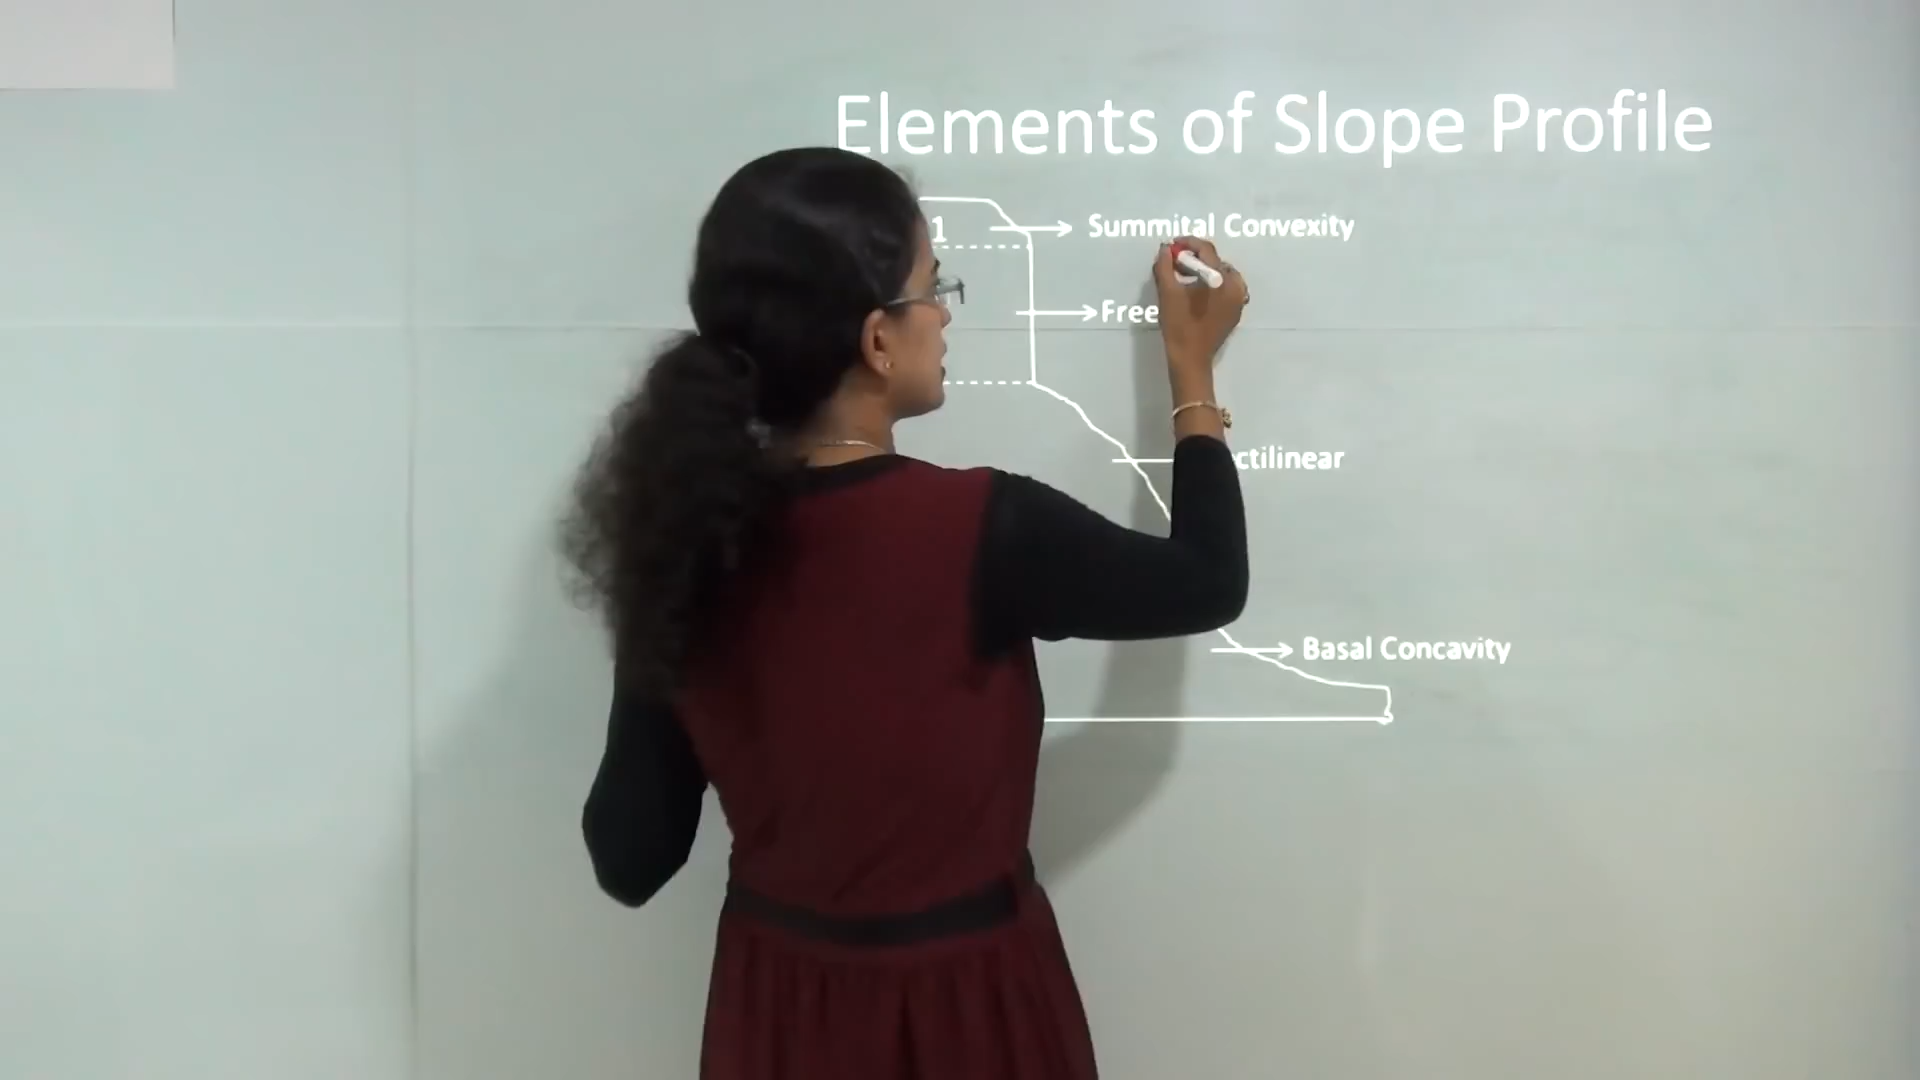 Elements of Slope Profile
1
Summital Convexity
Free
ctilinear
Basal Concavity